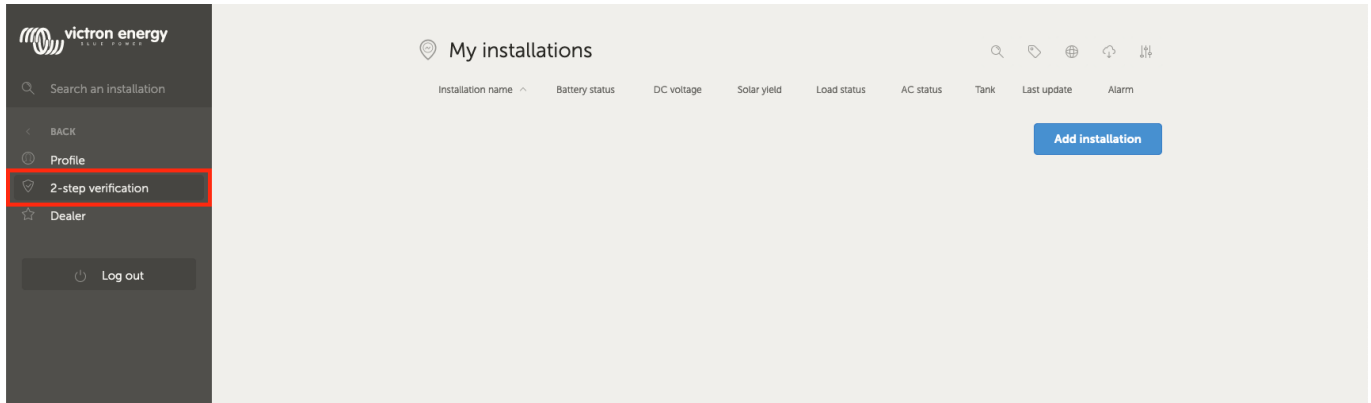 victron energy
BLUE POWER
Search an installation
BACK
Profile
2-step verification
Dealer
Log out
My installations
Installation name Battery status DC voltage Solar yield Load status AC status Tank Last update Alarm
Add installation